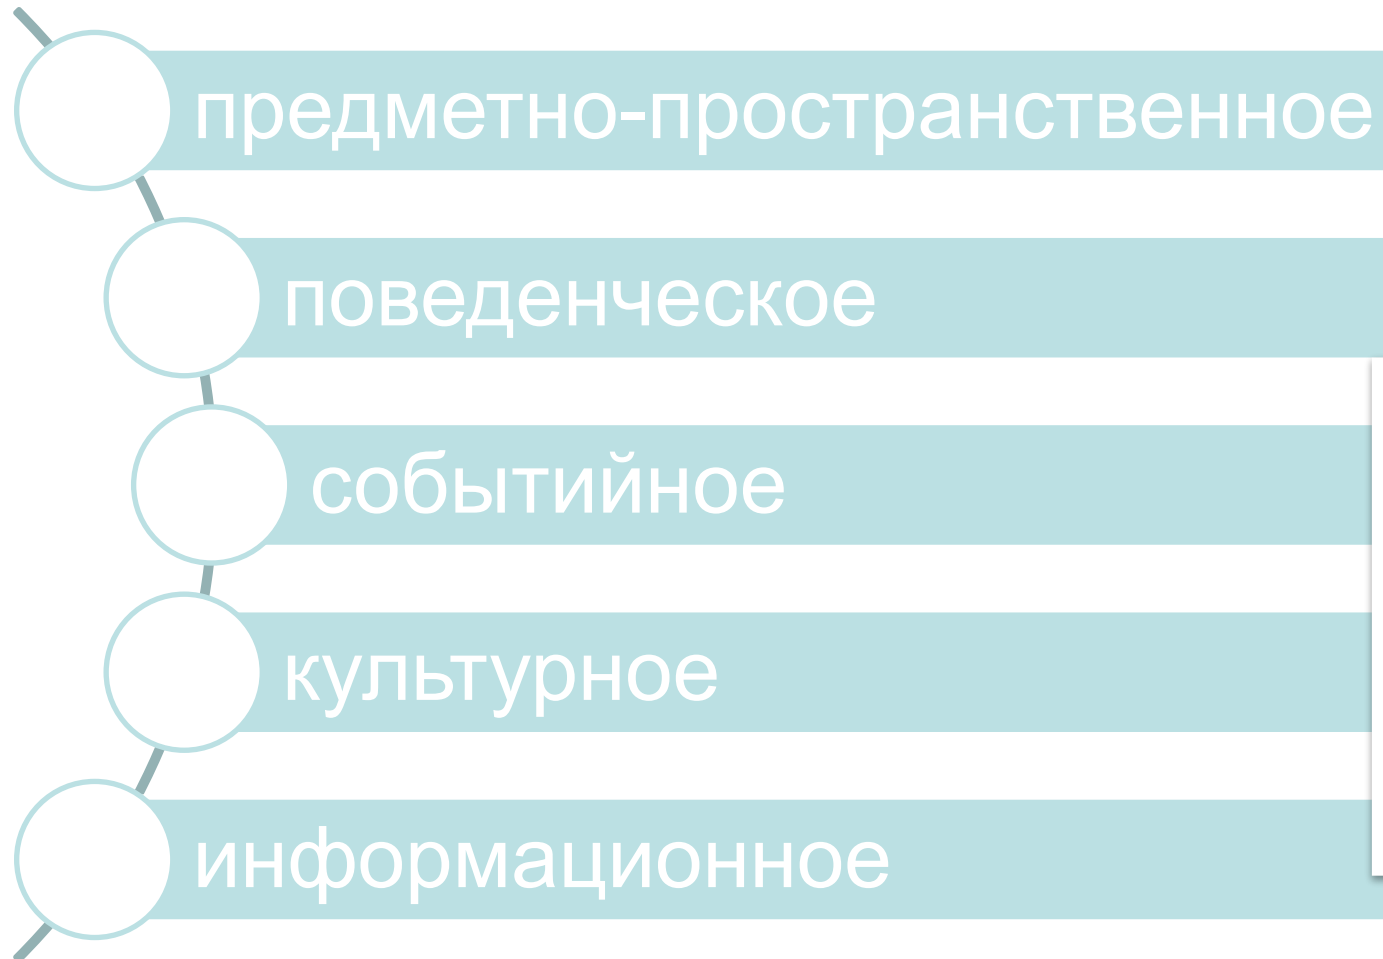 предметно-пространственное
поведенческое
событийное
культурное
информационное